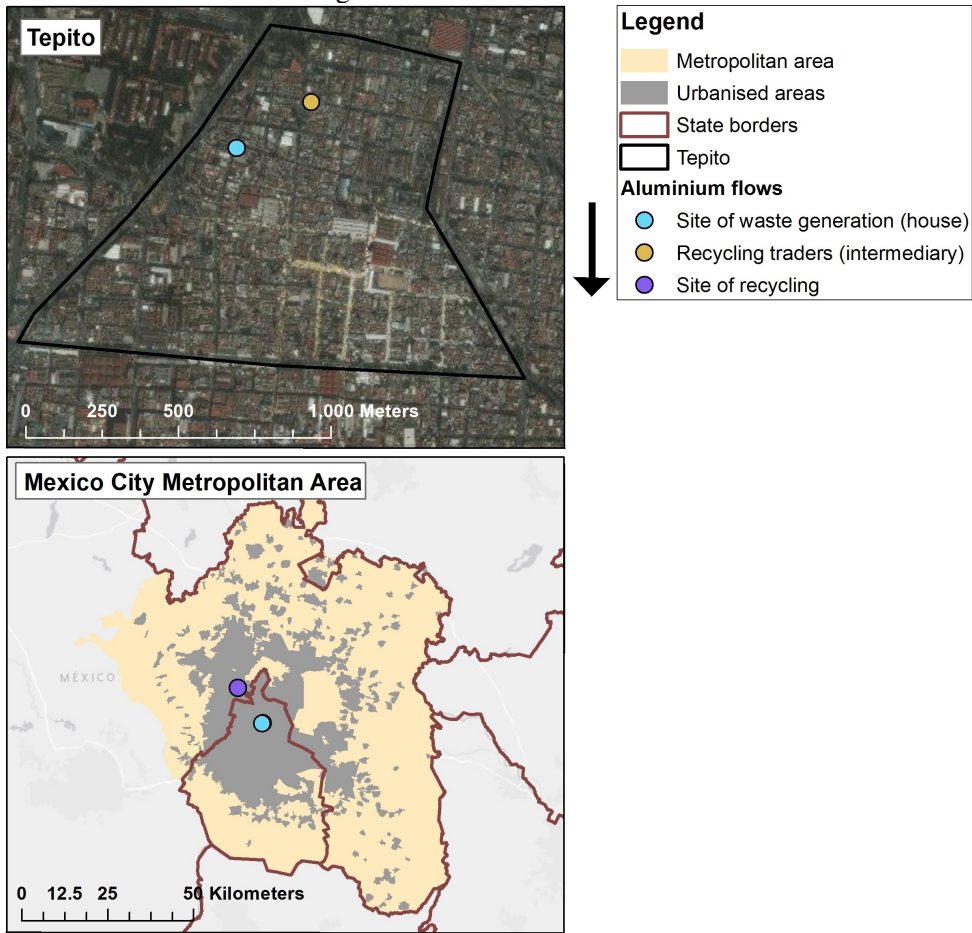 Tepito
0 250 500 1,000 Meters
Legend
Metropolitan area
Urbanised areas
State borders
Tepito
Aluminium flows
Site of waste generation (house)
Recycling traders (intermediary)
Site of recycling
Mexico City Metropolitan Area
MÉXICO
0 12.5 25 50 Kilometers